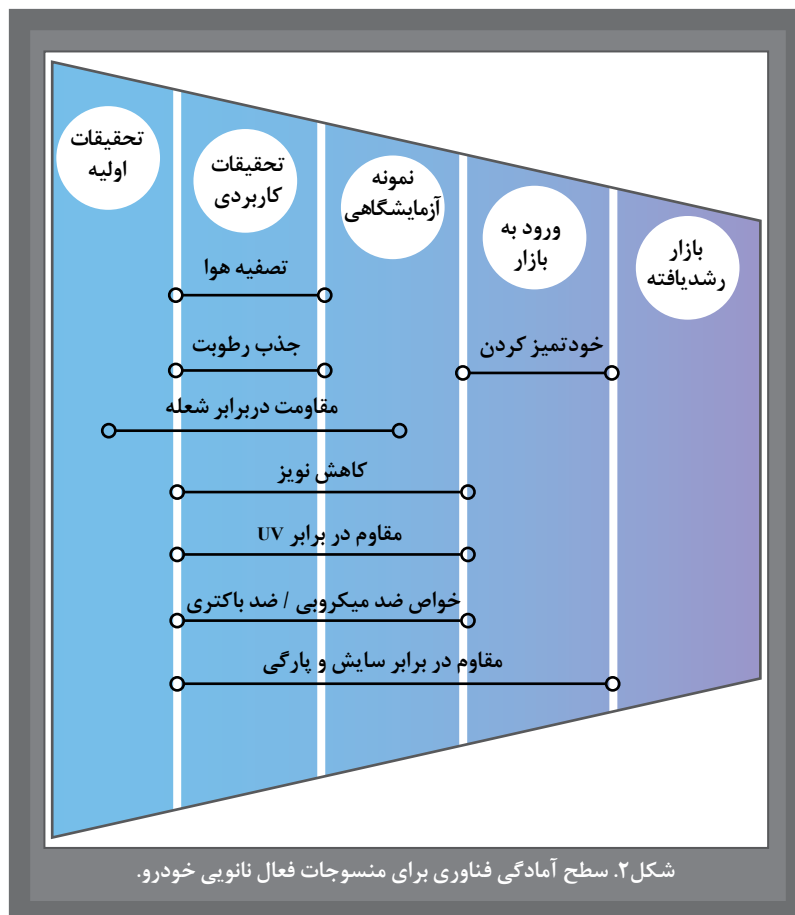 تحقیقات
اولیه
تحقیقات
کاربردی
نمونه
آزمایشگاهی
ورود به
بازار
بازار
رشدیافته
تصفیه هوا
جذب رطوبت
خودتمیز کردن
مقاومت دربرابر شعله
کاهش نویز
مقاوم در برابر UV
خواص ضد میکروبی / ضد باکتری
مقاوم در برابر سایش و پارگی
شکل۲. سطح آمادگی فناوری برای منسوجات فعال نانویی خودرو.